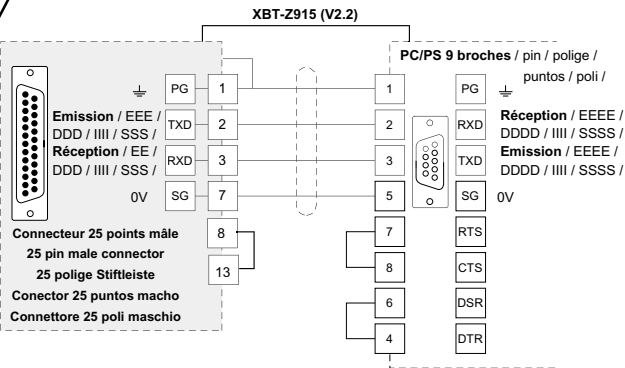 XBT-Z915 (V2.2)
PC/PS 9 broches / pin / polige /
puntos / poli /
PG 1
Emission / EEE /
DDD / IIII / SSS /
TXD 2
Réception / EE /
DDD / IIII / SSS /
RXD 3
0V SG 7
8
13
Connecteur 25 points mâle
25 pin male connector
25 polige Stiftleiste
Conector 25 puntos macho
Connettore 25 poli maschio
1 PG
2 RXD
Réception / EEEE /
DDDD / IIII / SSSS /
3 TXD
Emission / EEEE /
DDDD / IIII / SSSS /
5 SG 0V
7 RTS
8 CTS
6 DSR
4 DTR